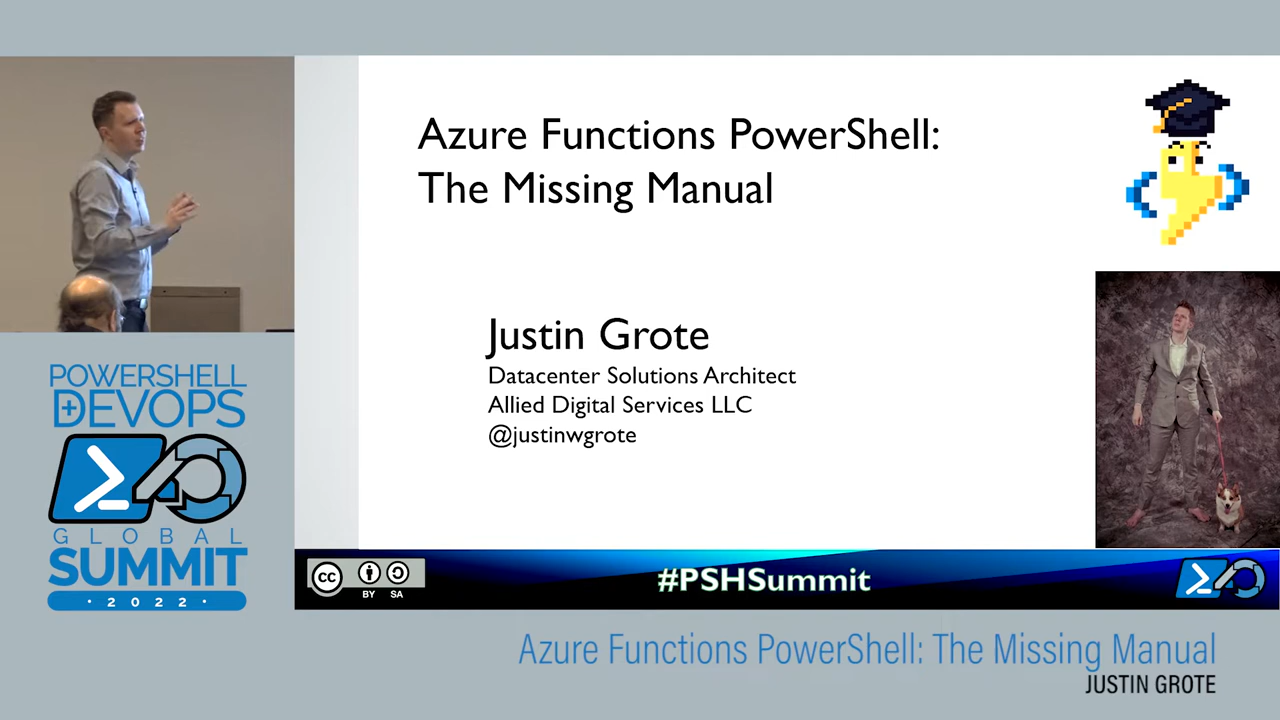 Azure Functions PowerShell:
The Missing Manual
Justin Grote
Datacenter Solutions Architect
Allied Digital Services LLC
@justinwgrote
POWERSHELL
+DEVOPS
GLOBAL
SUMMIT
· 2022 ·
cc
BY SA
#PSHSummit
Azure Functions PowerShell: The Missing Manual
JUSTIN GROTE